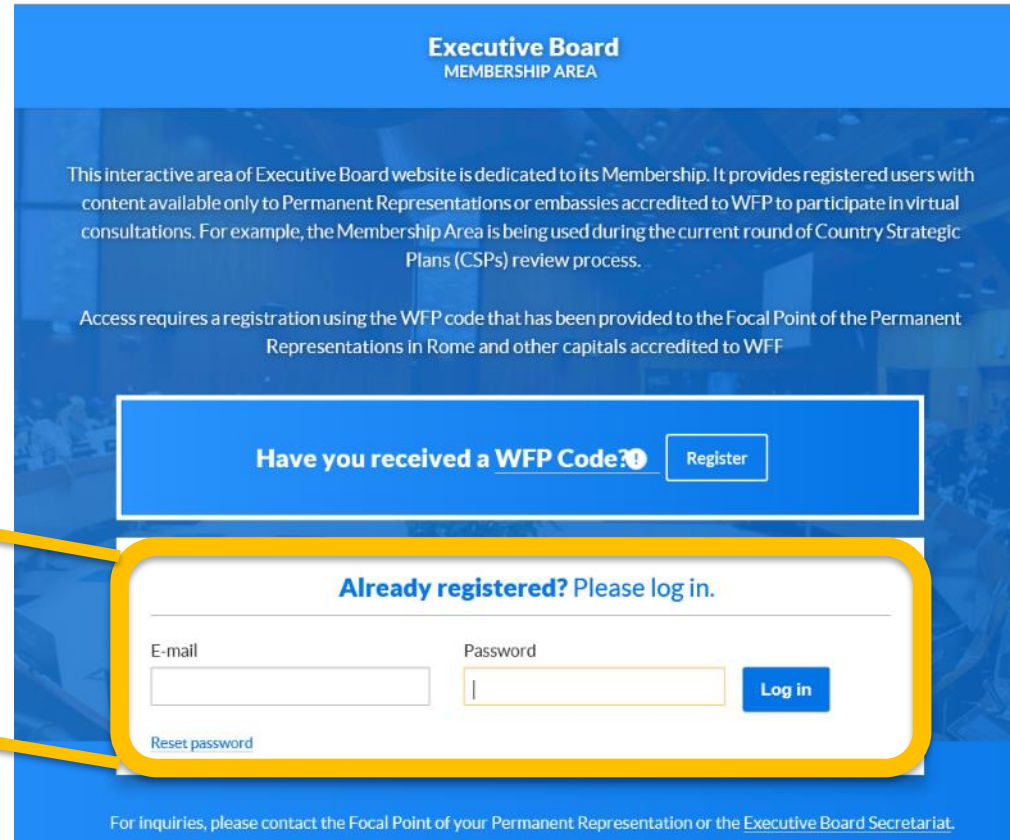 Executive Board
MEMBERSHIP AREA
This interactive area of Executive Board website is dedicated to its Membership. It provides registered users with
content available only to Permanent Representations or embassies accredited to WFP to participate in virtual
consultations. For example, the Membership Area is being used during the current round of Country Strategic
Plans (CSPs) review process.
Access requires a registration using the WFP code that has been provided to the Focal Point of the Permanent
Representations in Rome and other capitals accredited to WFF
Have you received a WFP Code? ! Register
Already registered? Please log in.
E-mail Password
Log in
Reset password
For inquiries, please contact the Focal Point of your Permanent Representation or the Executive Board Secretariat.